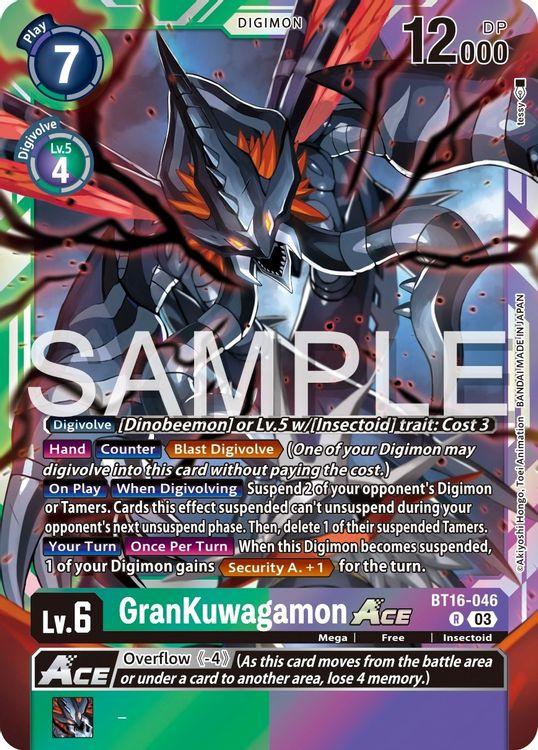 Play
7
DIGIMON
DP
12000
Digivolve
Lv.5
4
tessy
SAMPLE
©Akiyoshi Hongo, Toei Animation BANDAI MADE IN JAPAN
Digivolve [Dinobeemon] or Lv.5 w/[Insectoid] trait: Cost 3
Hand Counter Blast Digivolve (One of your Digimon may
digivolve into this card without paying the cost.)
On Play When Digivolving Suspend 2 of your opponent's Digimon
or Tamers. Cards this effect suspended can't unsuspend during your
opponent's next unsuspend phase. Then, delete 1 of their suspended Tamers.
Your Turn Once Per Turn When this Digimon becomes suspended,
1 of your Digimon gains Security A. +1 for the turn.
BT16-046
Lv.6 GranKuwagamon ACE
R 03
Mega | Free | Insectoid
ACE Overflow 《-4》 (As this card moves from the battle area
or under a card to another area, lose 4 memory.)
–